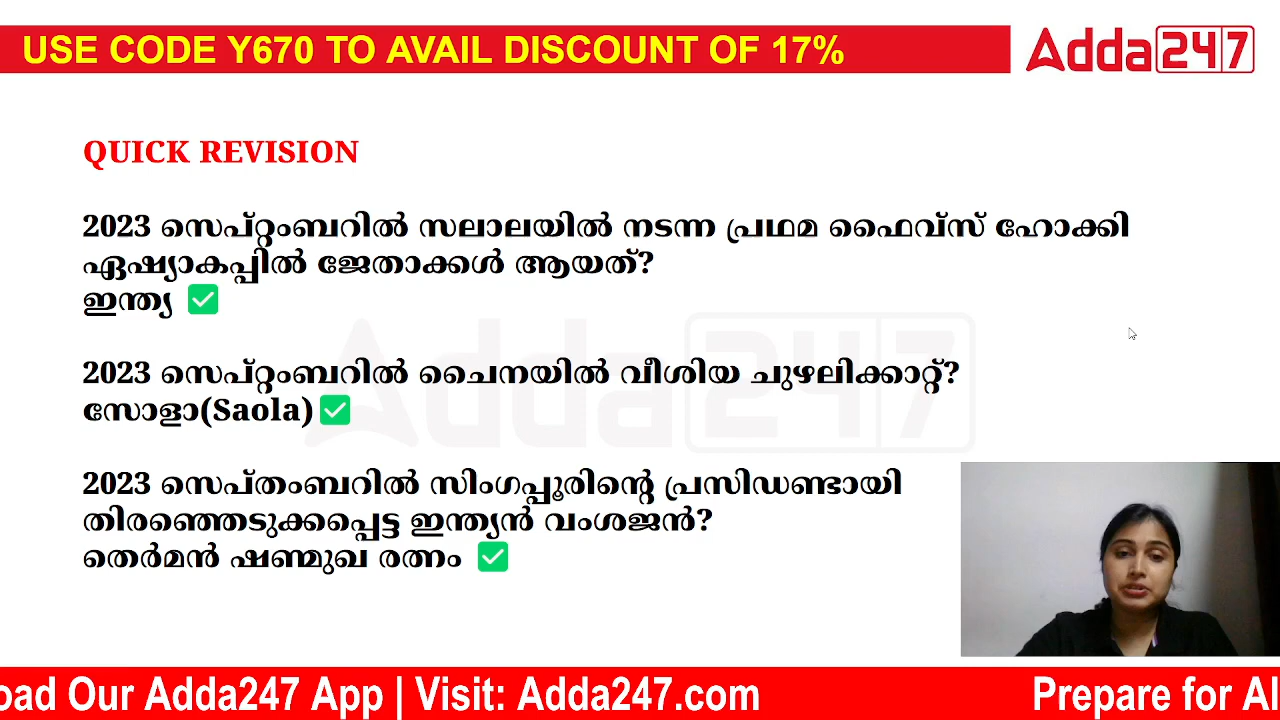 USE CODE Y670 TO AVAIL DISCOUNT OF 17%
Adda247
QUICK REVISION
2023 സെപ്റ്റംബറിൽ സലാലയിൽ നടന്ന പ്രഥമ ഫൈവ്സ് ഹോക്കി
ഏഷ്യാകപ്പിൽ ജേതാക്കൾ ആയത്?
ഇന്ത്യ ✅
2023 സെപ്റ്റംബറിൽ ചൈനയിൽ വീശിയ ചുഴലിക്കാറ്റ്?
സോളാ(Saola)✅
2023 സെപ്തംബറിൽ സിംഗപ്പൂരിന്റെ പ്രസിഡണ്ടായി
തിരഞ്ഞെടുക്കപ്പെട്ട ഇന്ത്യൻ വംശജൻ?
തെർമൻ ഷണ്മുഖ രത്നം ✅
Adda247
oad Our Adda247 App | Visit: Adda247.com Prepare for Al